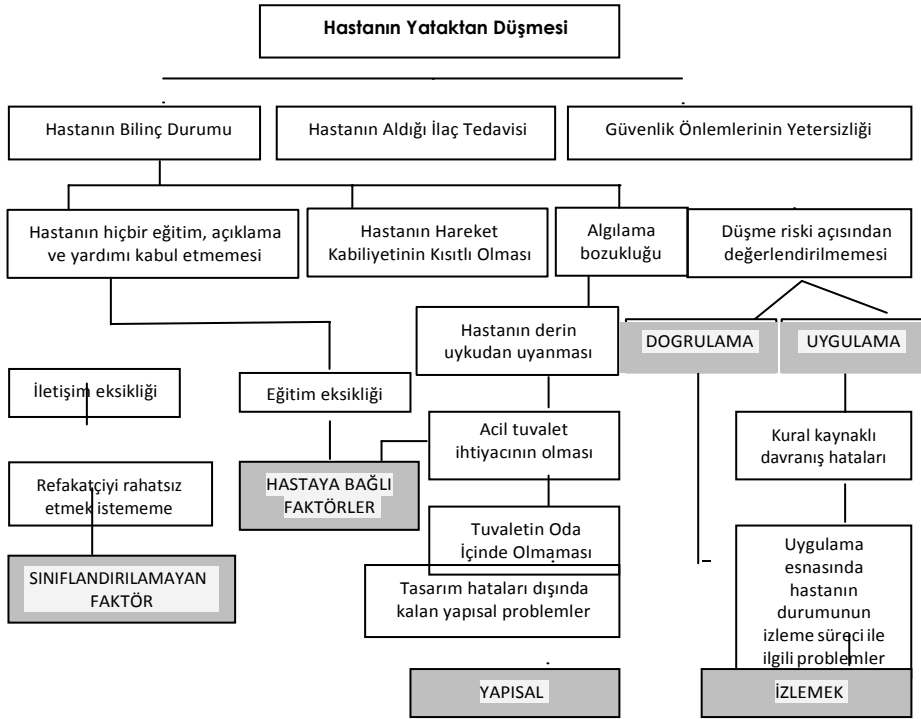 Hastanın Yataktan Düşmesi
Hastanın Bilinç Durumu
Hastanın Aldığı İlaç Tedavisi
Güvenlik Önlemlerinin Yetersizliği
Hastanın hiçbir eğitim, açıklama
ve yardımı kabul etmemesi
Hastanın Hareket
Kabiliyetinin Kısıtlı Olması
Algılama
bozukluğu
Düşme riski açısından
değerlendirilmemesi
Hastanın derin
uykudan uyanması
DOGRULAMA
UYGULAMA
İletişim eksikliği
Eğitim eksikliği
Acil tuvalet
ihtiyacının olması
Kural kaynaklı
davranış hataları
Refakatçiyi rahatsız
etmek istememe
HASTAYA BAĞLI
FAKTÖRLER
Tuvaletin Oda
İçinde Olmaması
Uygulama
esnasında
hastanın
durumunun
izleme süreci ile
ilgili problemler
SINIFLANDIRILAMAYAN
FAKTÖR
Tasarım hataları dışında
kalan yapısal problemler
YAPISAL
İZLEMEK